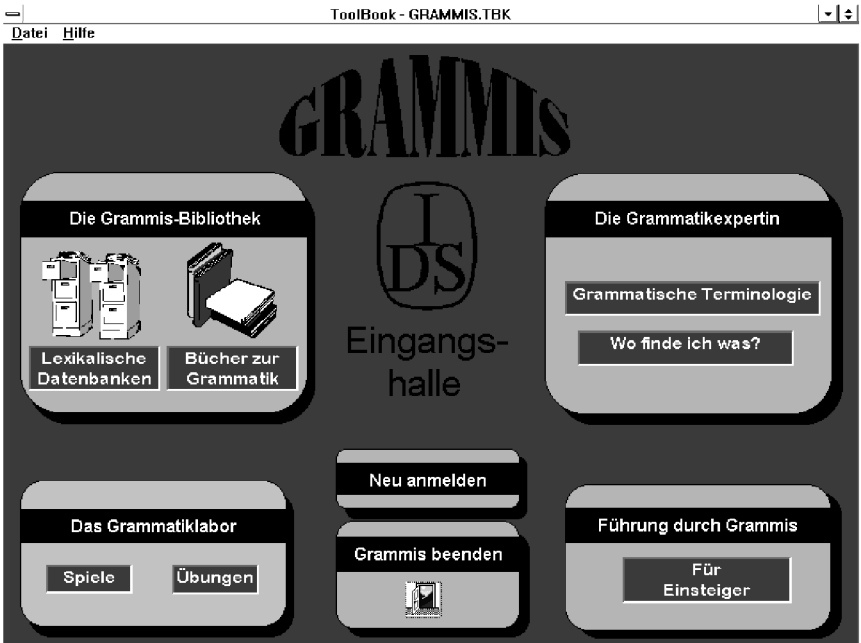 ToolBook - GRAMMIS.TBK
Datei Hilfe
GRAMMIS
Die Grammis-Bibliothek
Lexikalische
Datenbanken
Bücher zur
Grammatik
IDS
Eingangs-
halle
Die Grammatikexpertin
Grammatische Terminologie
Wo finde ich was?
Das Grammatiklabor
Spiele
Übungen
Neu anmelden
Grammis beenden
Führung durch Grammis
Für
Einsteiger